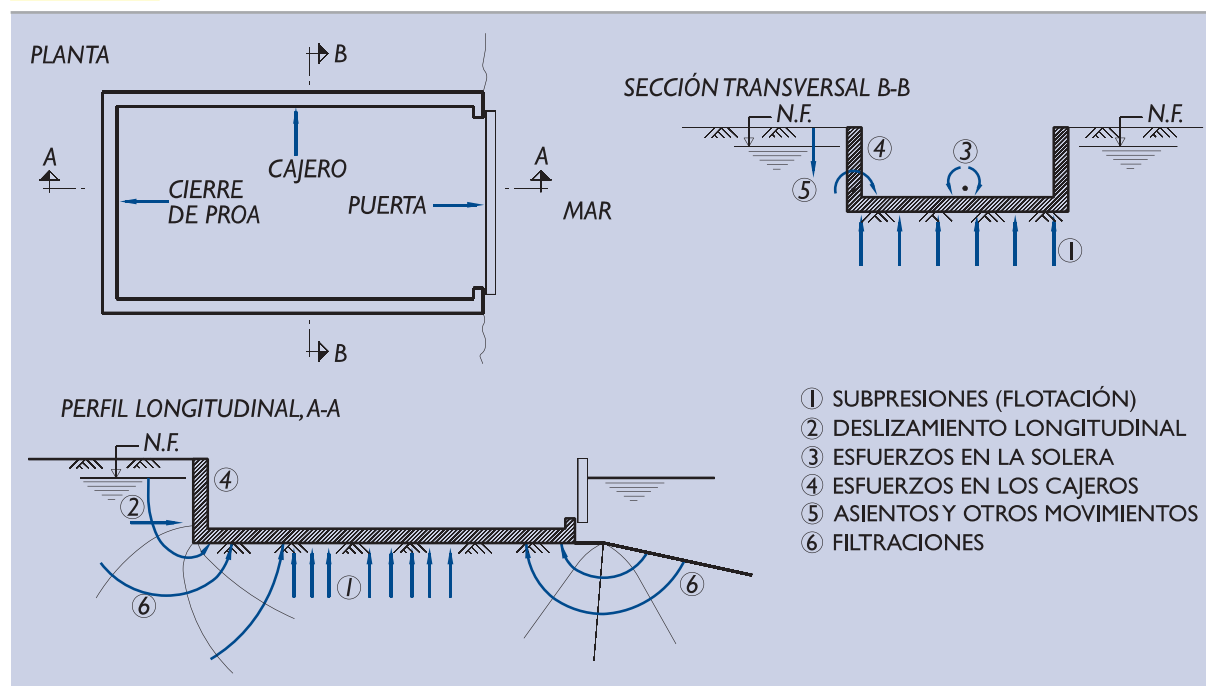 PLANTA
B
A
A
CAJERO
CIERRE
DE PROA
PUERTA
MAR
B
SECCIÓN TRANSVERSAL B-B
N.F.
N.F.
④
③
⑤
①
PERFIL LONGITUDINAL, A-A
N.F.
④
②
①
⑥
⑥
① SUBPRESIONES (FLOTACIÓN)
② DESLIZAMIENTO LONGITUDINAL
③ ESFUERZOS EN LA SOLERA
④ ESFUERZOS EN LOS CAJEROS
⑤ ASIENTOS Y OTROS MOVIMIENTOS
⑥ FILTRACIONES